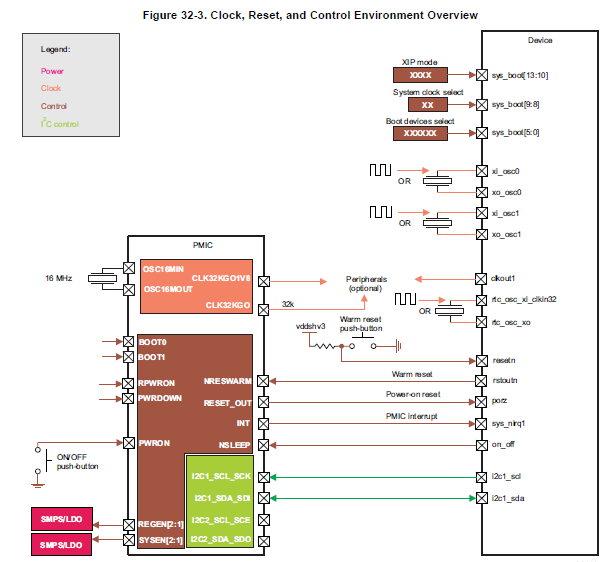 Figure 32-3. Clock, Reset, and Control Environment Overview
Legend:
Power
Clock
Control
I2C control
Device
XIP mode
XXXX
sys_boot[13:10]
System clock select
XX
sys_boot[9:8]
Boot devices select
XXXXXX
sys_boot[5:0]
xi_osc0
OR
xo_osc0
xi_osc1
OR
xo_osc1
PMIC
16 MHz
OSC16MIN
OSC16MOUT
CLK32KGO1V8
CLK32KGO
32k
Peripherals
(optional)
clkout1
rtc_osc_xi_clkin32
OR
rtc_osc_xo
vddshv3
Warm reset
push-button
resetn
BOOT0
BOOT1
RPWRON
PWRDOWN
PWRON
ON/OFF
push-button
NRESWARM
Warm reset
rstoutn
RESET_OUT
Power-on reset
porz
INT
PMIC interrupt
sys_nirq1
NSLEEP
on_off
I2C1_SCL_SCK
i2c1_scl
I2C1_SDA_SDI
i2c1_sda
I2C2_SCL_SCE
I2C2_SDA_SDO
SMPS/LDO
REGEN[2:1]
SMPS/LDO
SYSEN[2:1]